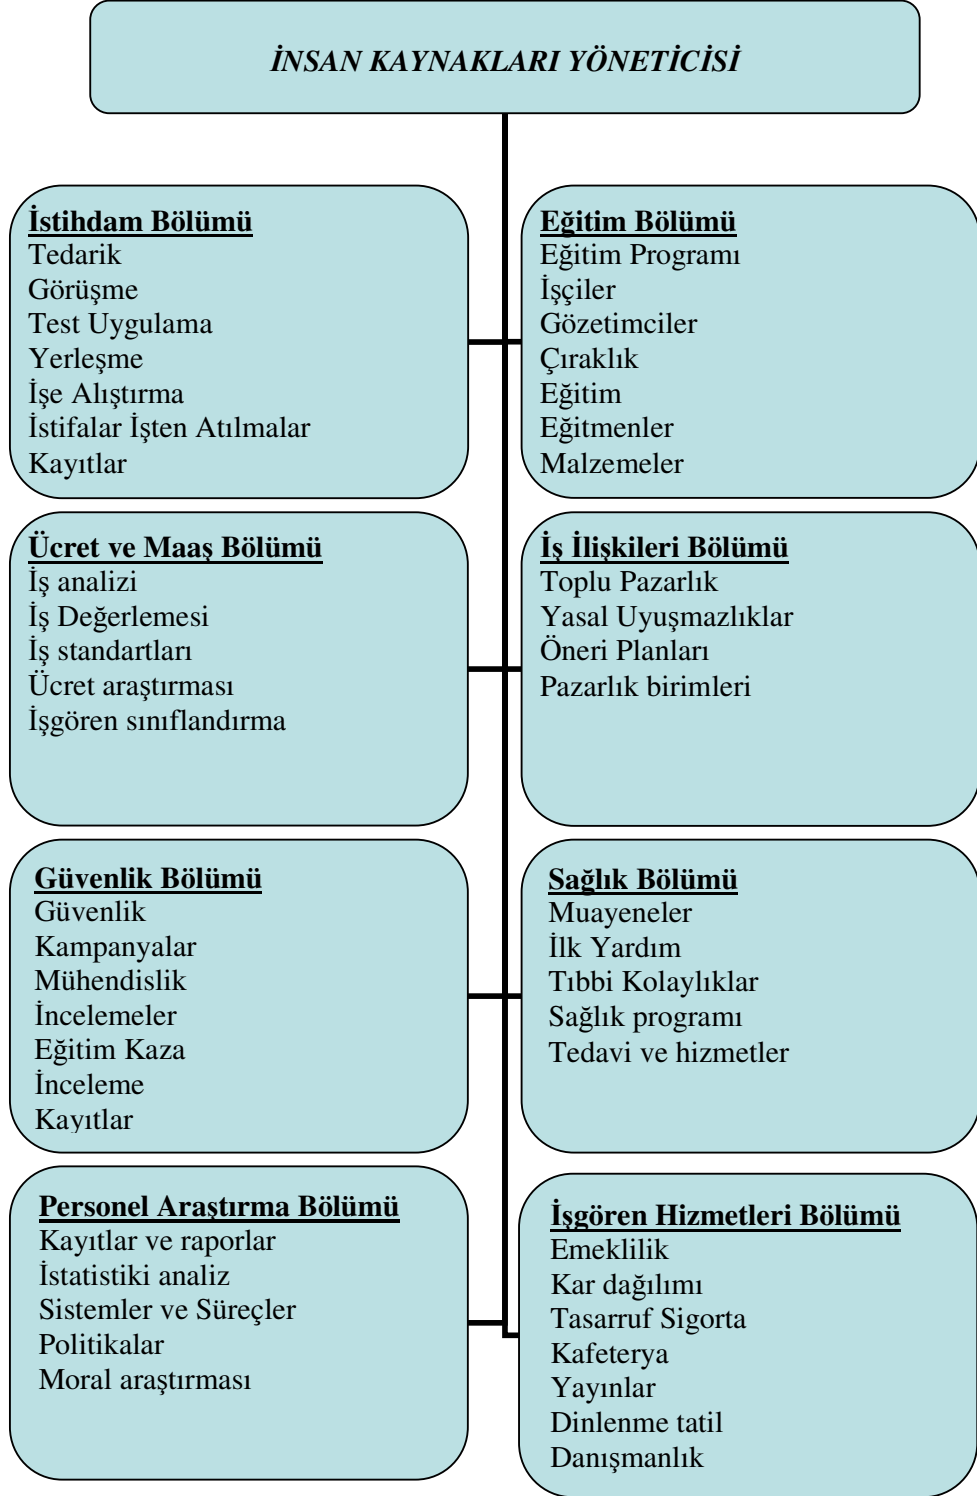 İNSAN KAYNAKLARI YÖNETİCİSİ
İstihdam Bölümü
Tedarik
Görüşme
Test Uygulama
Yerleşme
İşe Alıştırma
İstifalar İşten Atılmalar
Kayıtlar
Eğitim Bölümü
Eğitim Programı
İşçiler
Gözetimciler
Çıraklık
Eğitim
Eğitmenler
Malzemeler
Ücret ve Maaş Bölümü
İş analizi
İş Değerlemesi
İş standartları
Ücret araştırması
İşgören sınıflandırma
İş İlişkileri Bölümü
Toplu Pazarlık
Yasal Uyuşmazlıklar
Öneri Planları
Pazarlık birimleri
Güvenlik Bölümü
Güvenlik
Kampanyalar
Mühendislik
İncelemeler
Eğitim Kaza
İnceleme
Kayıtlar
Sağlık Bölümü
Muayeneler
İlk Yardım
Tıbbi Kolaylıklar
Sağlık programı
Tedavi ve hizmetler
Personel Araştırma Bölümü
Kayıtlar ve raporlar
İstatistiki analiz
Sistemler ve Süreçler
Politikalar
Moral araştırması
İşgören Hizmetleri Bölümü
Emeklilik
Kar dağılımı
Tasarruf Sigorta
Kafeterya
Yayınlar
Dinlenme tatil
Danışmanlık